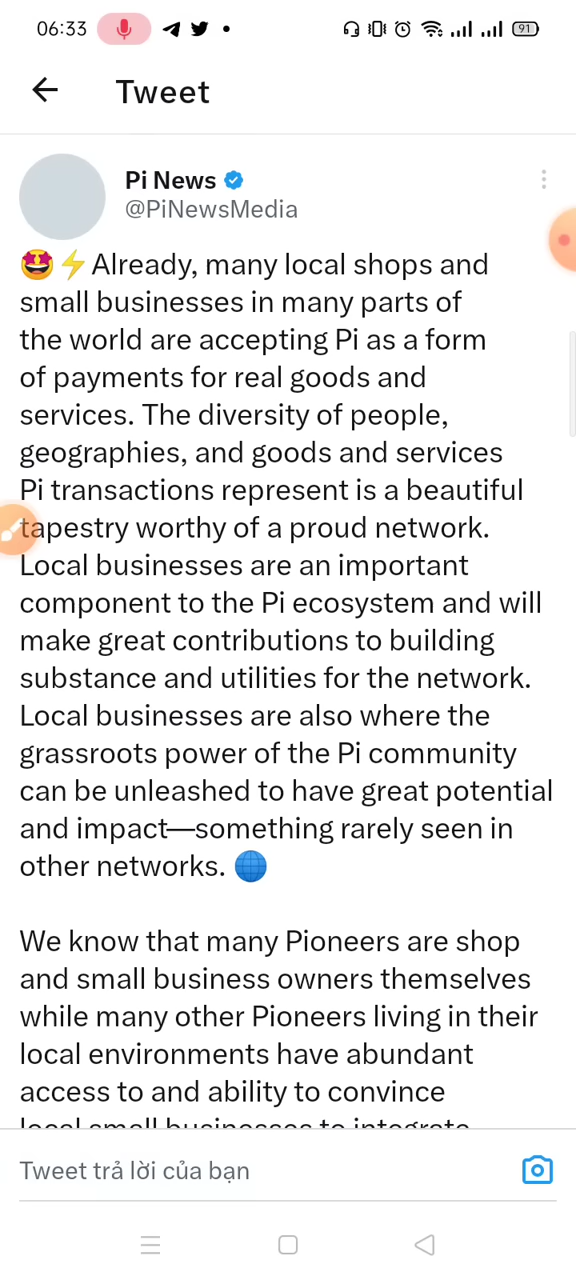 06:33
91
Tweet
Pi News
@PiNewsMedia
🤩⚡Already, many local shops and
small businesses in many parts of
the world are accepting Pi as a form
of payments for real goods and
services. The diversity of people,
geographies, and goods and services
Pi transactions represent is a beautiful
tapestry worthy of a proud network.
Local businesses are an important
component to the Pi ecosystem and will
make great contributions to building
substance and utilities for the network.
Local businesses are also where the
grassroots power of the Pi community
can be unleashed to have great potential
and impact—something rarely seen in
other networks. 🌐
We know that many Pioneers are shop
and small business owners themselves
while many other Pioneers living in their
local environments have abundant
access to and ability to convince
local small businesses to integrate
Tweet trả lời của bạn